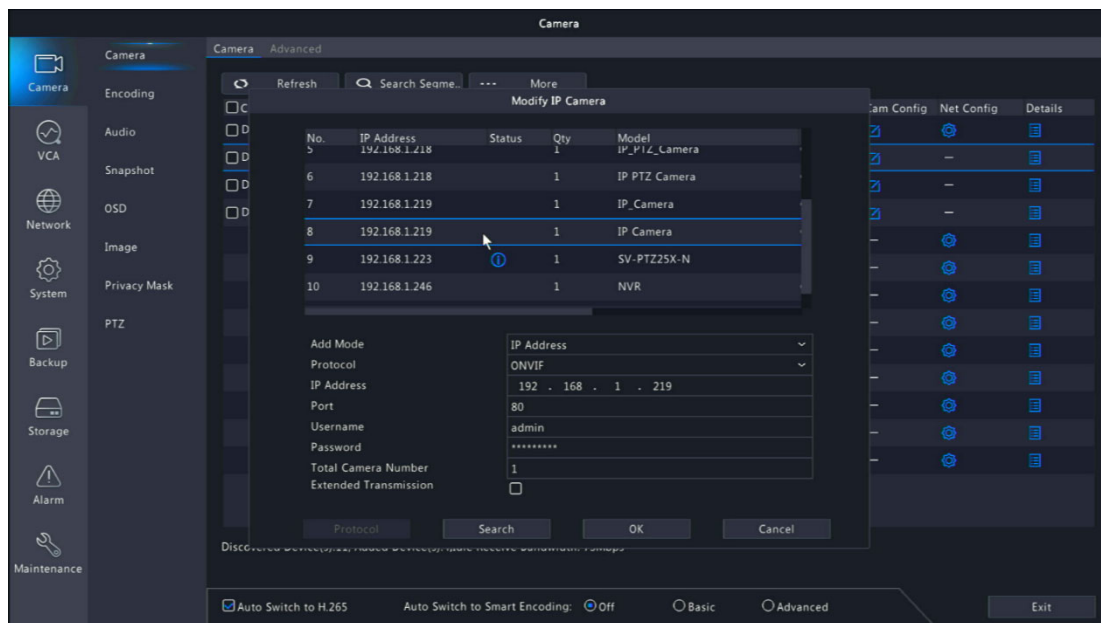 Camera
Camera
VCA
Network
System
Backup
Storage
Alarm
Maintenance
Camera
Encoding
Audio
Snapshot
OSD
Image
Privacy Mask
PTZ
Camera Advanced
Refresh Search Segme.. ... More
Cam Config Net Config Details
Modify IP Camera
No. IP Address Status Qty Model
5 192.168.1.218 1 IP_PTZ_Camera
6 192.168.1.218 1 IP PTZ Camera
7 192.168.1.219 1 IP_Camera
8 192.168.1.219 1 IP Camera
9 192.168.1.223 1 SV-PTZ25X-N
10 192.168.1.246 1 NVR
Add Mode IP Address
Protocol ONVIF
IP Address 192 . 168 . 1 . 219
Port 80
Username admin
Password *********
Total Camera Number 1
Extended Transmission
Protocol Search OK Cancel
Auto Switch to H.265 Auto Switch to Smart Encoding: Off Basic Advanced Exit